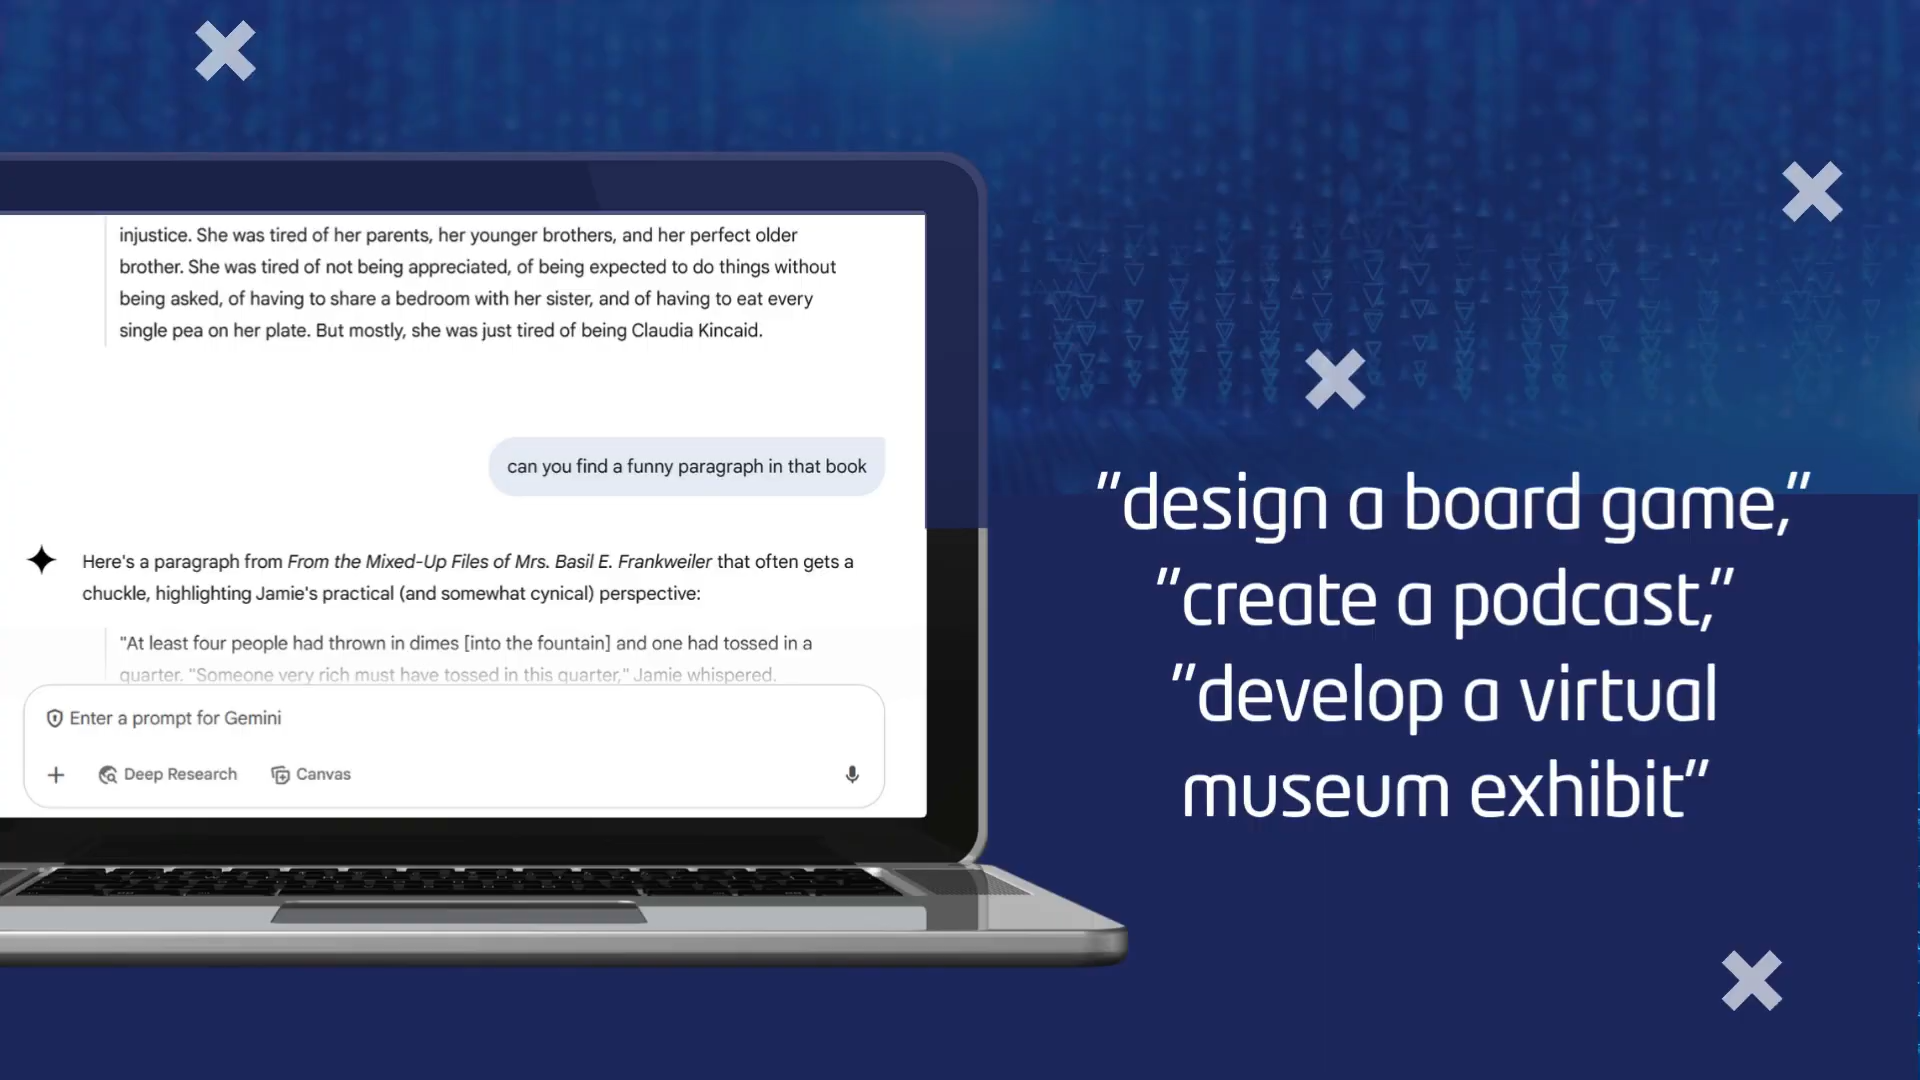 injustice. She was tired of her parents, her younger brothers, and her perfect older
brother. She was tired of not being appreciated, of being expected to do things without
being asked, of having to share a bedroom with her sister, and of having to eat every
single pea on her plate. But mostly, she was just tired of being Claudia Kincaid.
can you find a funny paragraph in that book
Here's a paragraph from From the Mixed-Up Files of Mrs. Basil E. Frankweiler that often gets a
chuckle, highlighting Jamie's practical (and somewhat cynical) perspective:
"At least four people had thrown in dimes [into the fountain] and one had tossed in a
quarter. "Someone very rich must have tossed in this quarter," Jamie whispered.
Enter a prompt for Gemini
Deep Research
Canvas
"design a board game,"
"create a podcast,"
"develop a virtual
museum exhibit"